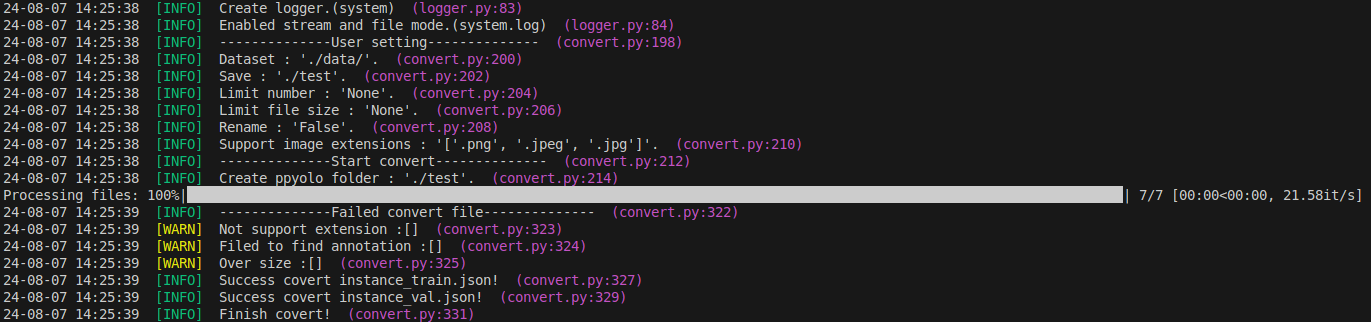 24-08-07 14:25:38 [INFO] Create logger.(system) (logger.py:83)
24-08-07 14:25:38 [INFO] Enabled stream and file mode.(system.log) (logger.py:84)
24-08-07 14:25:38 [INFO] --------------User setting-------------- (convert.py:198)
24-08-07 14:25:38 [INFO] Dataset : './data/'. (convert.py:200)
24-08-07 14:25:38 [INFO] Save : './test'. (convert.py:202)
24-08-07 14:25:38 [INFO] Limit number : 'None'. (convert.py:204)
24-08-07 14:25:38 [INFO] Limit file size : 'None'. (convert.py:206)
24-08-07 14:25:38 [INFO] Rename : 'False'. (convert.py:208)
24-08-07 14:25:38 [INFO] Support image extensions : '['.png', '.jpeg', '.jpg']'. (convert.py:210)
24-08-07 14:25:38 [INFO] --------------Start convert-------------- (convert.py:212)
24-08-07 14:25:38 [INFO] Create ppyolo folder : './test'. (convert.py:214)
Processing files: 100%| | 7/7 [00:00<00:00, 21.58it/s]
24-08-07 14:25:39 [INFO] --------------Failed convert file-------------- (convert.py:322)
24-08-07 14:25:39 [WARN] Not support extension :[] (convert.py:323)
24-08-07 14:25:39 [WARN] Filed to find annotation :[] (convert.py:324)
24-08-07 14:25:39 [WARN] Over size :[] (convert.py:325)
24-08-07 14:25:39 [INFO] Success covert instance_train.json! (convert.py:327)
24-08-07 14:25:39 [INFO] Success covert instance_val.json! (convert.py:329)
24-08-07 14:25:39 [INFO] Finish covert! (convert.py:331)